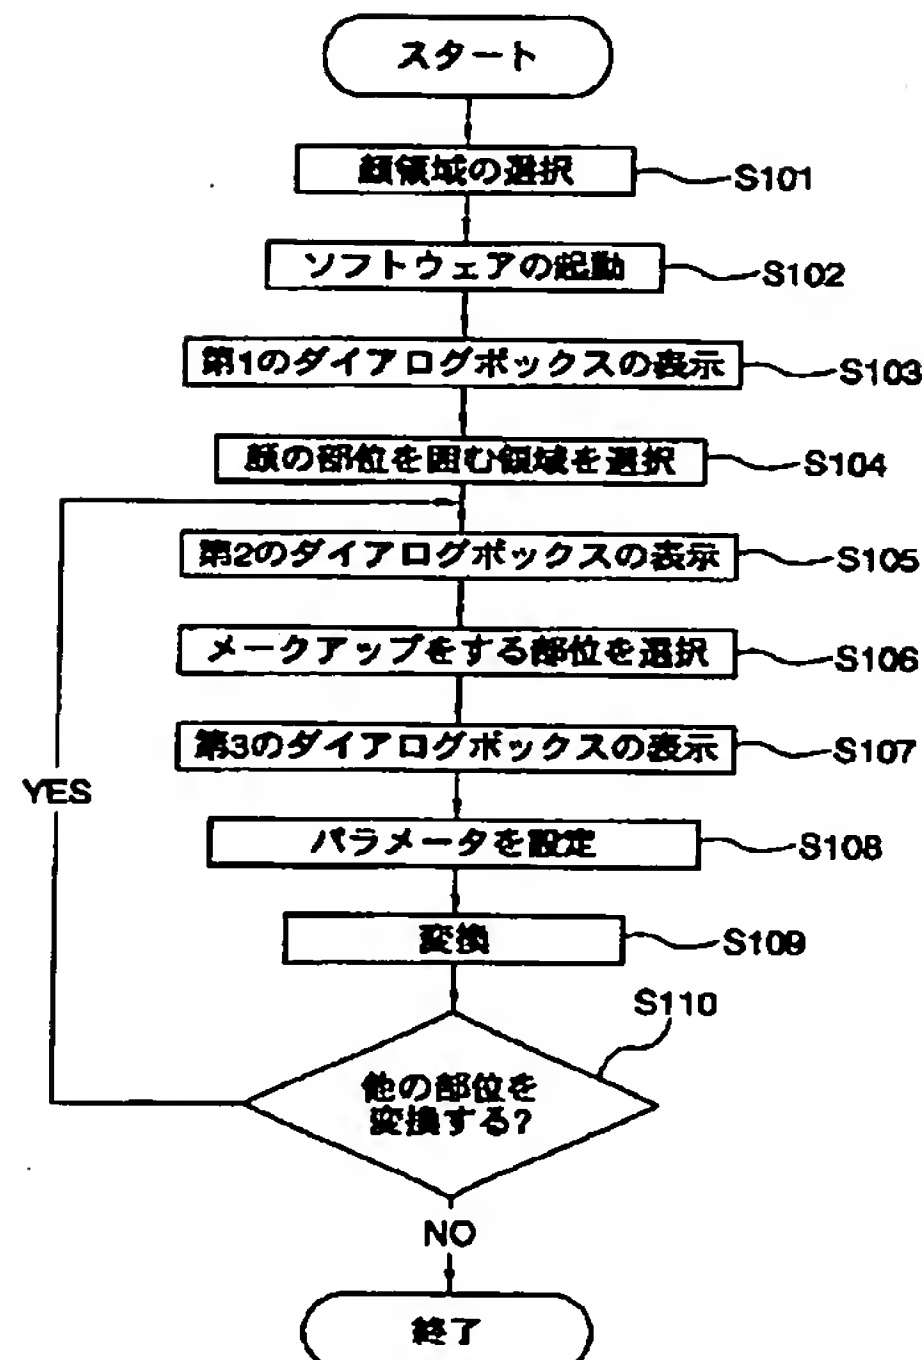 スタート
顔領域の選択
S101
ソフトウェアの起動
S102
第1のダイアログボックスの表示
S103
顔の部位を囲む領域を選択
S104
第2のダイアログボックスの表示
S105
メークアップをする部位を選択
S106
第3のダイアログボックスの表示
S107
YES
パラメータを設定
S108
変換
S109
S110
他の部位を
変換する?
NO
終了